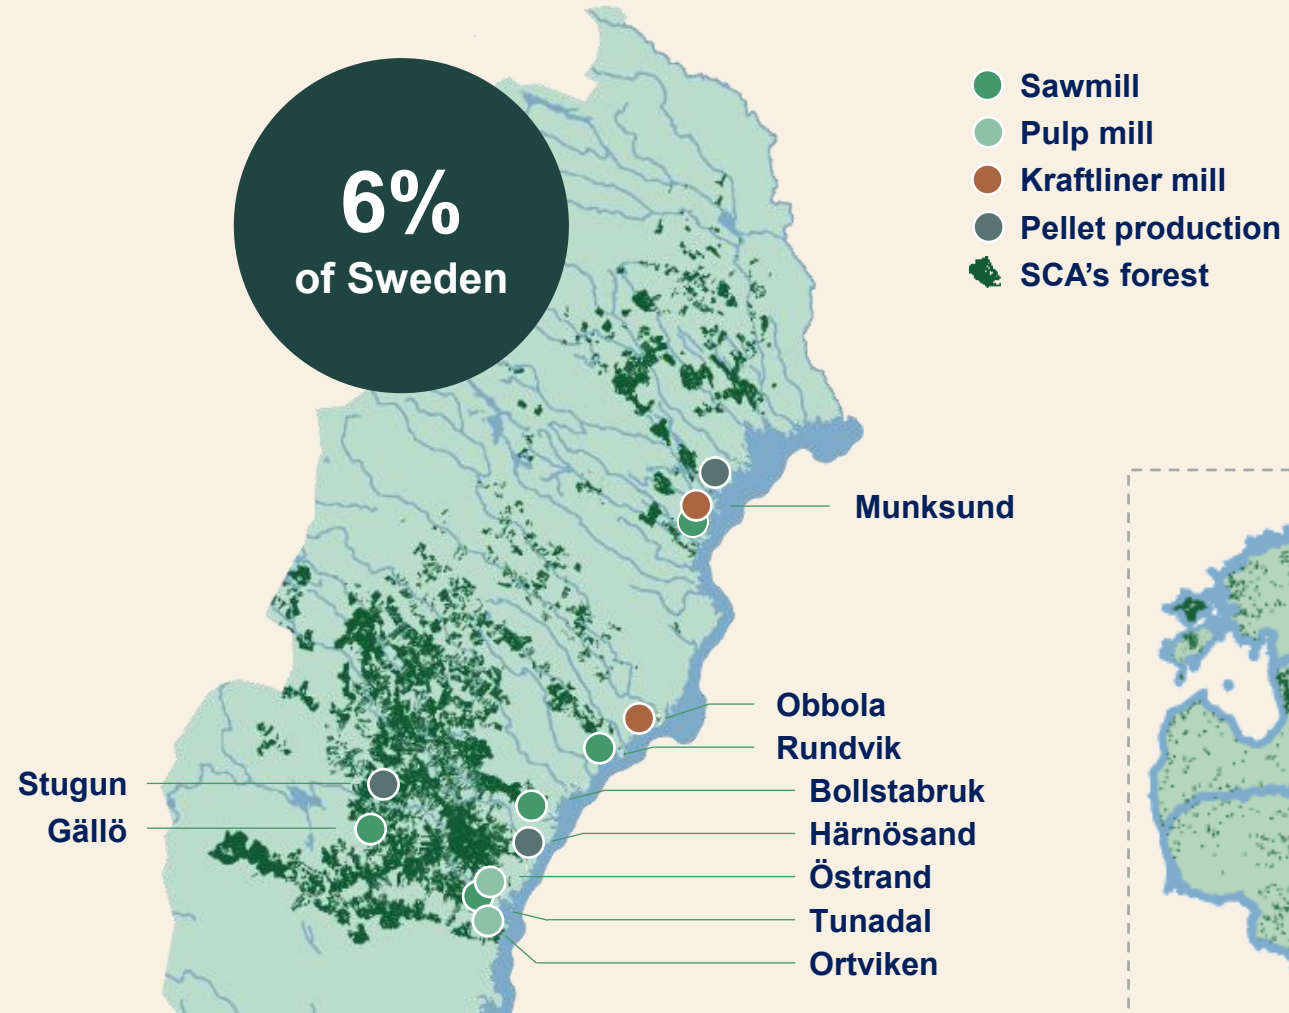 6%
of Sweden
Sawmill
Pulp mill
Kraftliner mill
Pellet production
SCA’s forest
Munksund
Obbola
Rundvik
Bollstabruk
Härnösand
Östrand
Tunadal
Ortviken
Stugun
Gällö